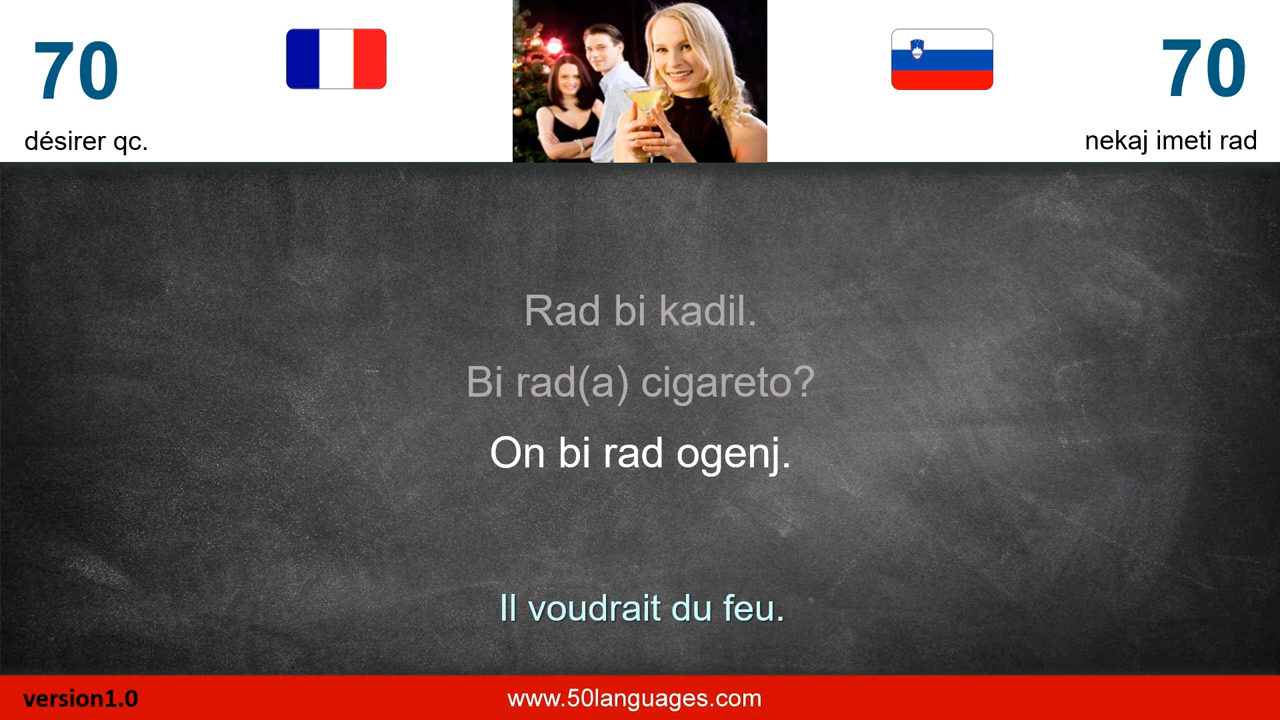 70
70
désirer qc.
nekaj imeti rad
Rad bi kadil.
Bi rad(a) cigareto?
On bi rad ogenj.
Il voudrait du feu.
version1.0
www.50languages.com